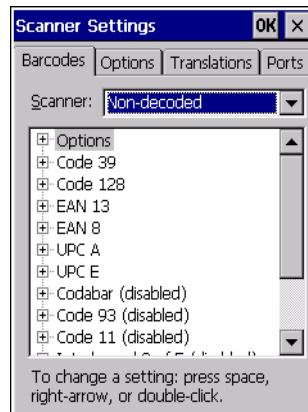 Scanner Settings OK ×
Barcodes Options Translations Ports
Scanner: Non-decoded
Options
Code 39
Code 128
EAN 13
EAN 8
UPC A
UPC E
Codabar (disabled)
Code 93 (disabled)
Code 11 (disabled)
To change a setting: press space,
right-arrow, or double-click.